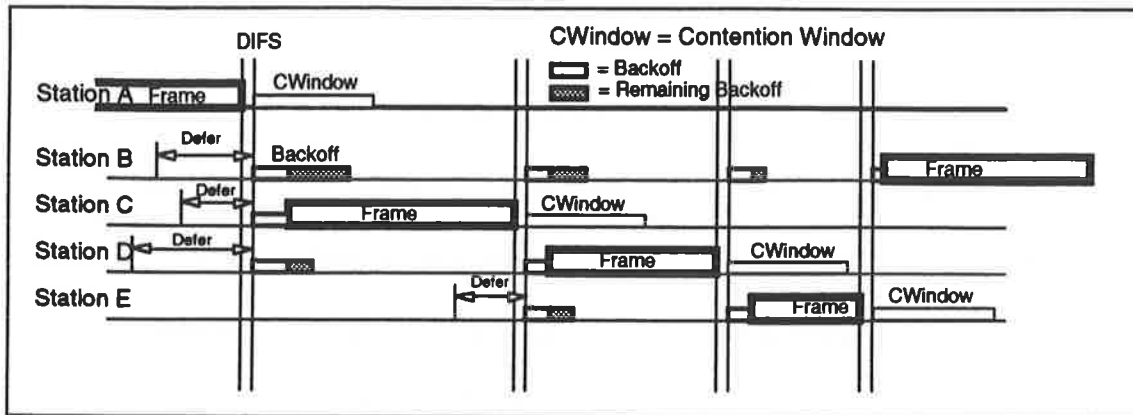 DIFS
CWindow = Contention Window
= Backoff
= Remaining Backoff
Station A
Frame
CWindow
Station B
Defer
Backoff
Frame
Station C
Defer
Frame
CWindow
Station D
Defer
Frame
CWindow
Station E
Defer
Frame
CWindow